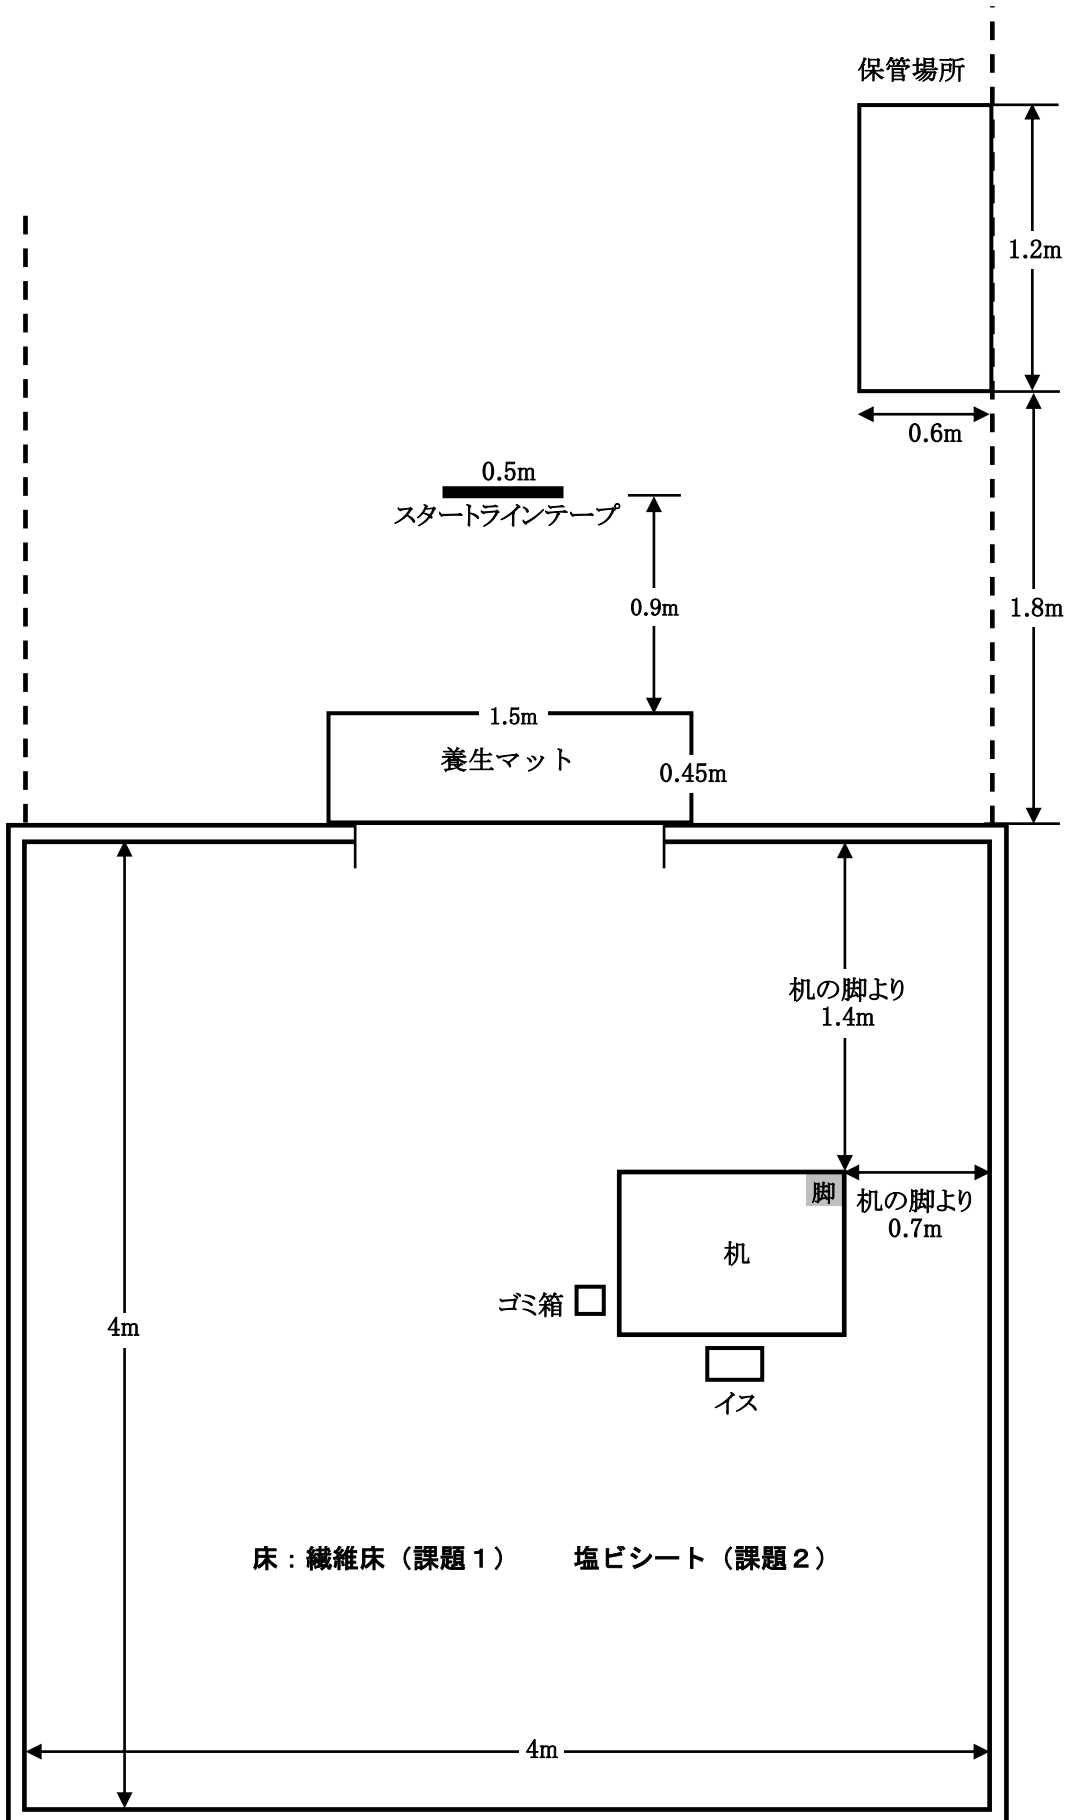 保管場所
1.2m
0.6m
0.5m
スタートラインテープ
0.9m
1.8m
1.5m
養生マット
0.45m
机の脚より
1.4m
脚
机の脚より
0.7m
机
ゴミ箱
4m
イス
床：繊維床（課題１） 塩ビシート（課題２）
4m